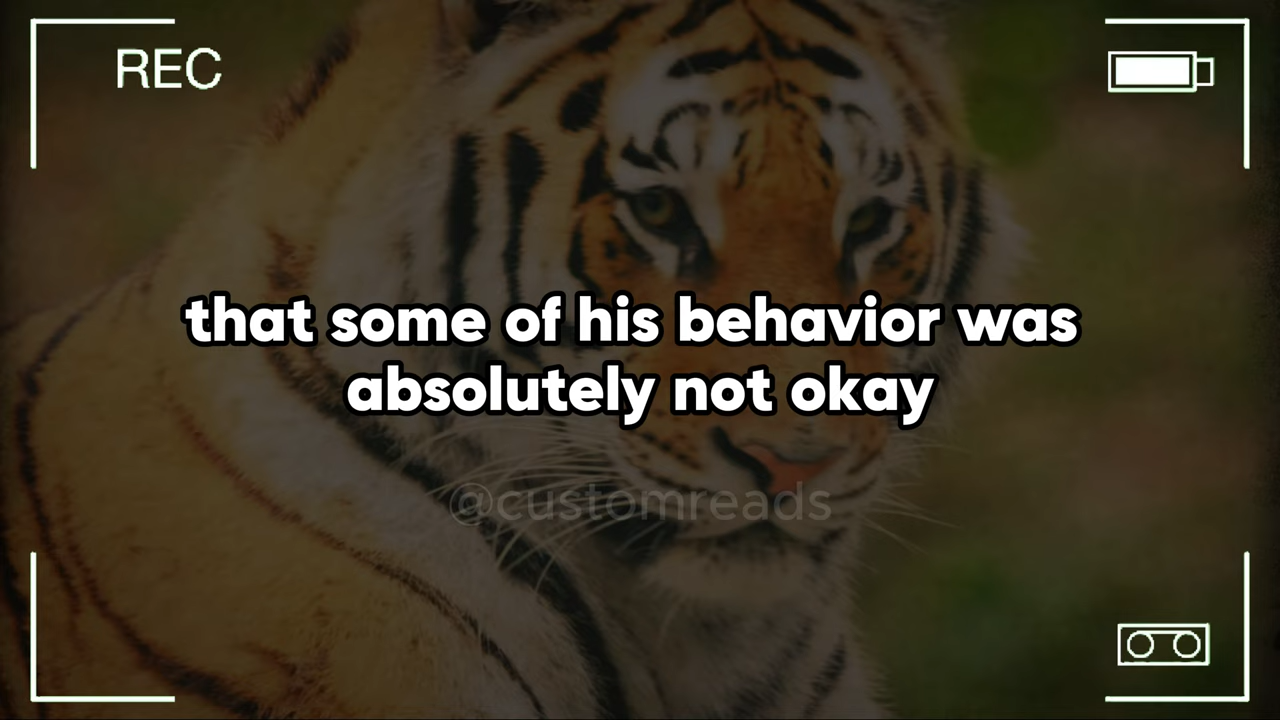 REC
that some of his behavior was
absolutely not okay
@customreads